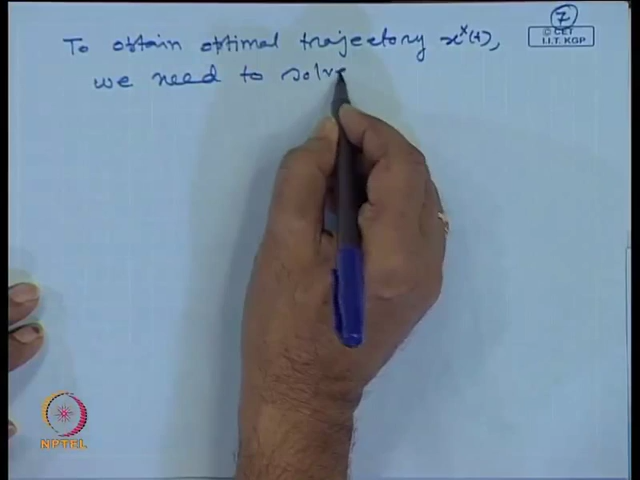 7
© CET
I.I.T. KGP
To obtain optimal trajectory x*(t),
we need to solve
NPTEL